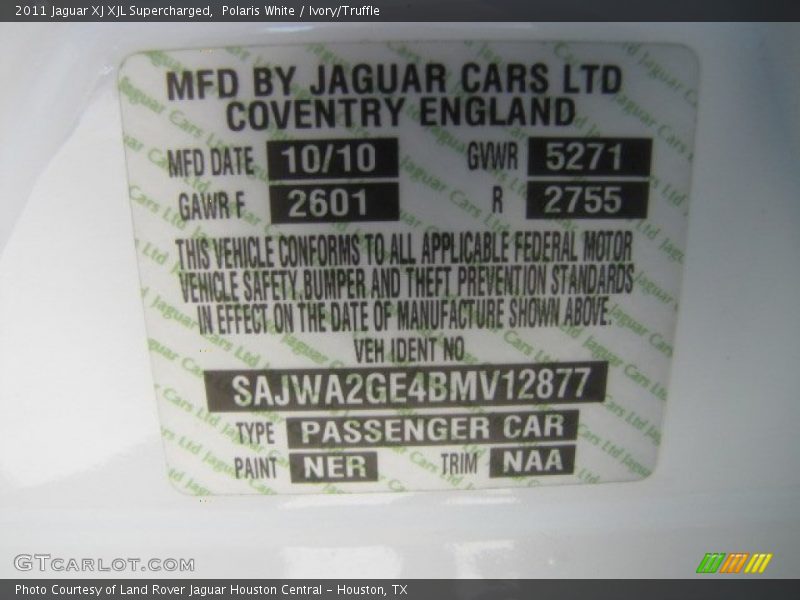 2011 Jaguar XJ XJL Supercharged,  Polaris White / Ivory/Truffle
MFD BY JAGUAR CARS LTD
COVENTRY ENGLAND
MFD DATE 10/10 GVWR 5271
GAWR F 2601 R 2755
THIS VEHICLE CONFORMS TO ALL APPLICABLE FEDERAL MOTOR
VEHICLE SAFETY,BUMPER AND THEFT PREVENTION STANDARDS
IN EFFECT ON THE DATE OF MANUFACTURE SHOWN ABOVE.
VEH IDENT NO
SAJWA2GE4BMV12877
TYPE PASSENGER CAR
PAINT NER TRIM NAA
GTCARLOT.COM
Photo Courtesy of Land Rover Jaguar Houston Central - Houston, TX